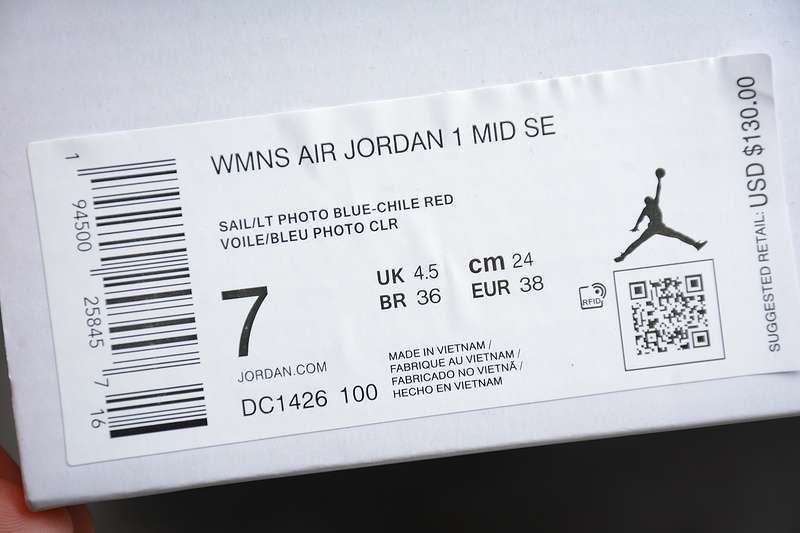 WMNS AIR JORDAN 1 MID SE
SAIL/LT PHOTO BLUE-CHILE RED
VOILE/BLEU PHOTO CLR
7
UK 4.5
cm 24
BR 36
EUR 38
JORDAN.COM
DC1426 100
MADE IN VIETNAM /
FABRIQUE AU VIETNAM /
FABRICADO NO VIETNÃ /
HECHO EN VIETNAM
RFID
SUGGESTED RETAIL: USD $130.00
1 94500 25845 7 16